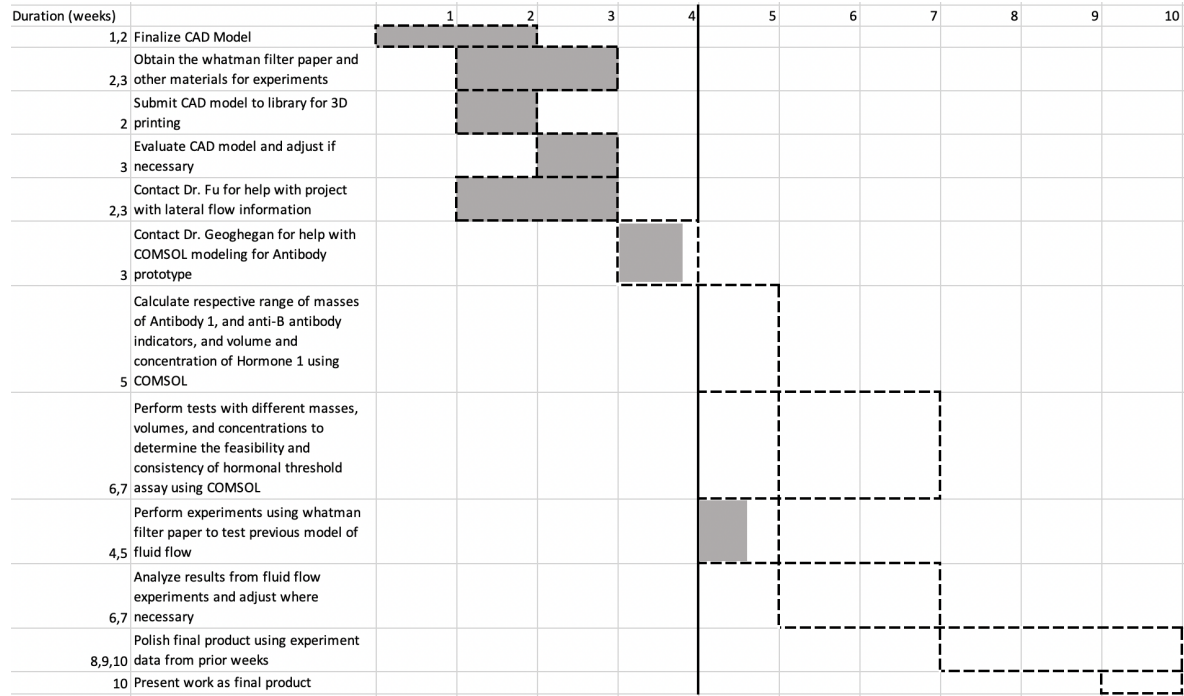 Duration (weeks) 1 2 3 4 5 6 7 8 9 10
1,2 Finalize CAD Model
Obtain the whatman filter paper and
2,3 other materials for experiments
Submit CAD model to library for 3D
2 printing
Evaluate CAD model and adjust if
3 necessary
Contact Dr. Fu for help with project
2,3 with lateral flow information
Contact Dr. Geoghegan for help with
COMSOL modeling for Antibody
3 prototype
Calculate respective range of masses
of Antibody 1, and anti-B antibody
indicators, and volume and
concentration of Hormone 1 using
5 COMSOL
Perform tests with different masses,
volumes, and concentrations to
determine the feasibility and
consistency of hormonal threshold
6,7 assay using COMSOL
Perform experiments using whatman
filter paper to test previous model of
4,5 fluid flow
Analyze results from fluid flow
experiments and adjust where
6,7 necessary
Polish final product using experiment
8,9,10 data from prior weeks
10 Present work as final product